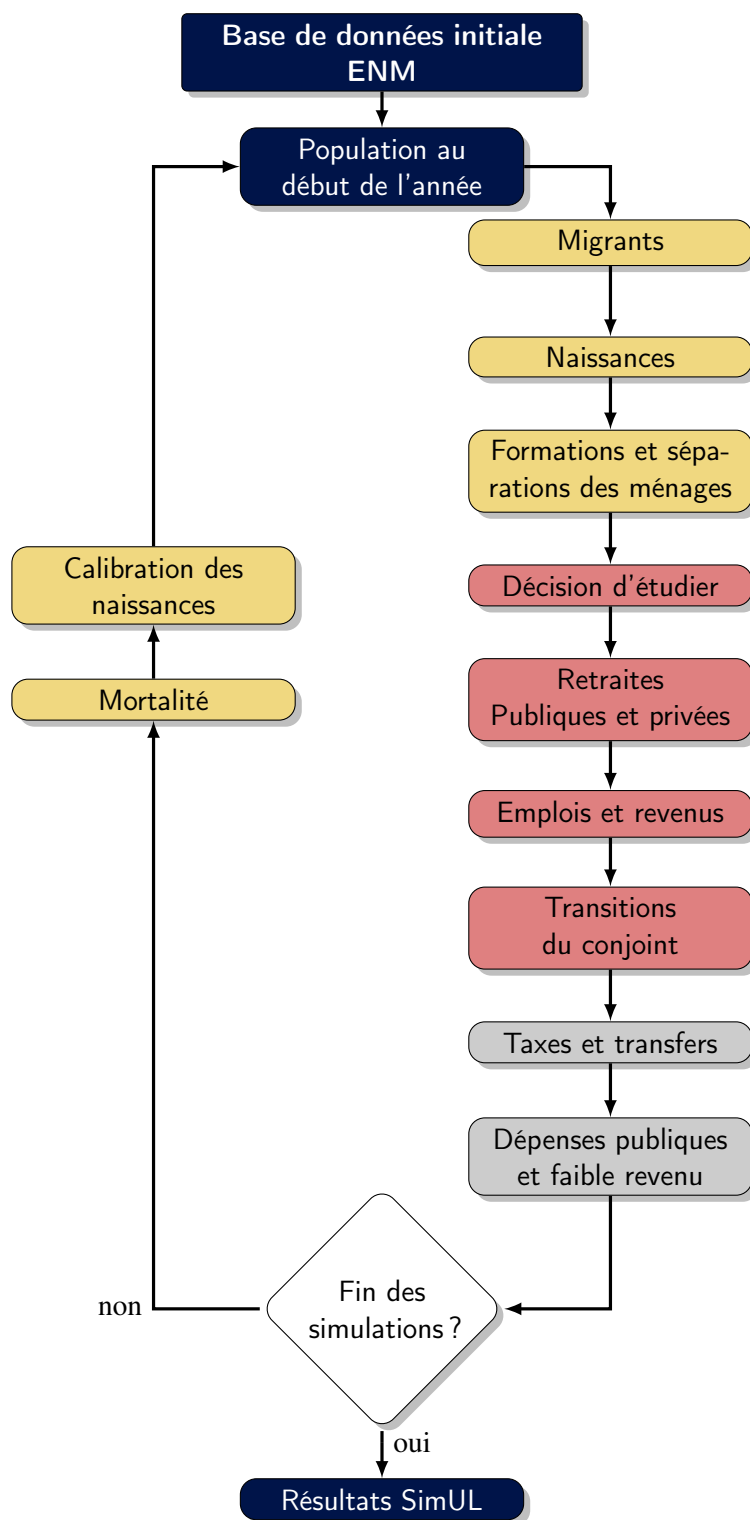 Base de données initiale
ENM
Population au
début de l'année
Migrants
Naissances
Formations et sépa-
rations des ménages
Calibration des
naissances
Décision d'étudier
Mortalité
Retraites
Publiques et privées
Emplois et revenus
Transitions
du conjoint
Taxes et transfers
Dépenses publiques
et faible revenu
Fin des
simulations ?
non
oui
Résultats SimUL